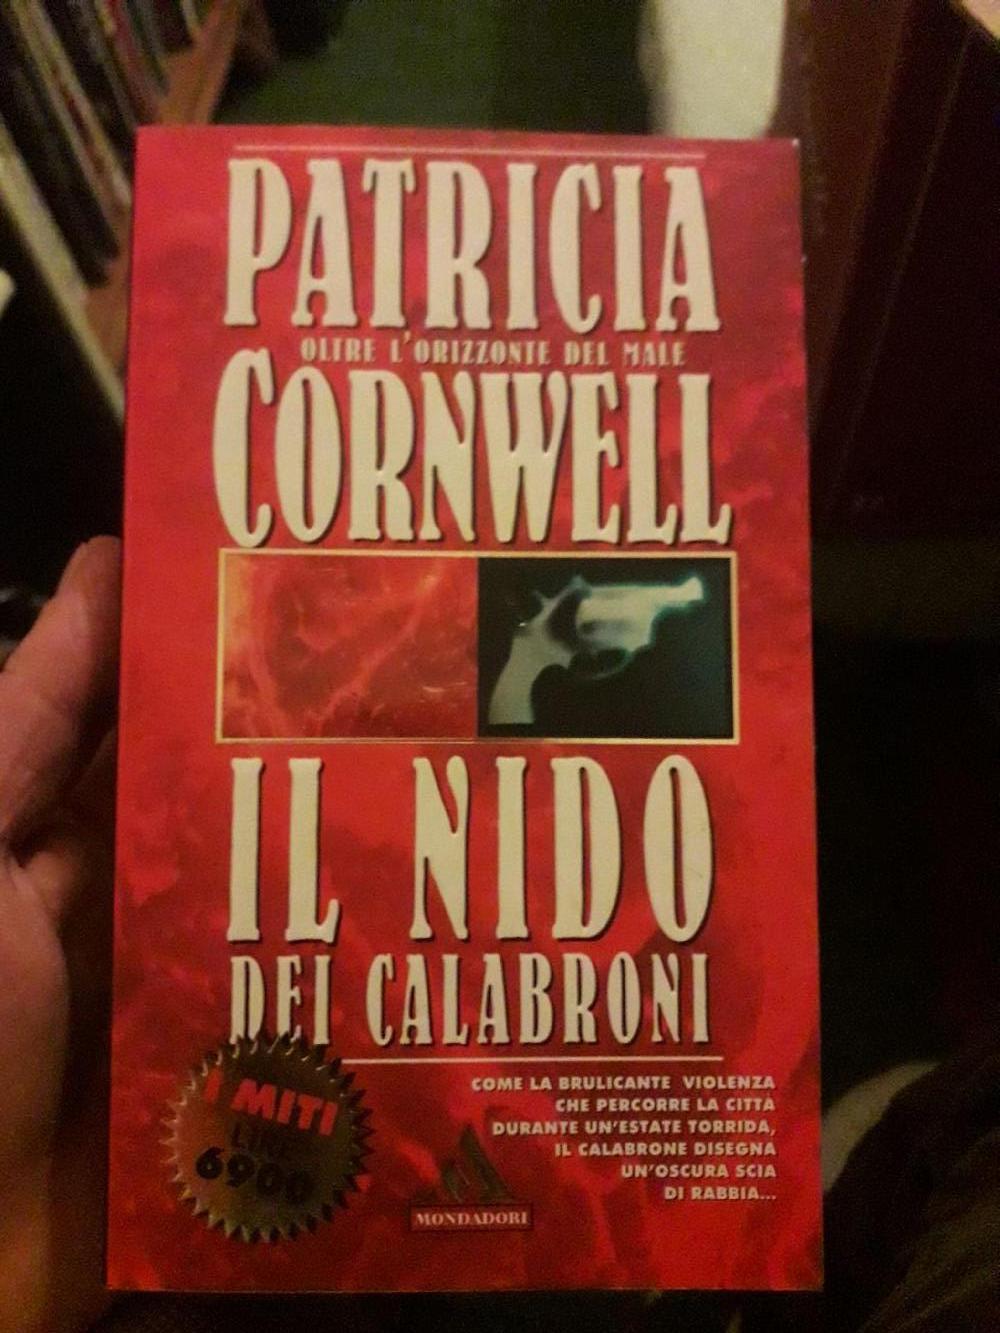 PATRICIA
OLTRE L'ORIZZONTE DEL MALE
CORNWELL
IL NIDO
DEI CALABRONI
COME LA BRULICANTE VIOLENZA
CHE PERCORRE LA CITTÀ
DURANTE UN'ESTATE TORRIDA,
IL CALABRONE DISEGNA
UN'OSCURA SCIA
DI RABBIA...
I MITI
LIRE
6900
MONDADORI